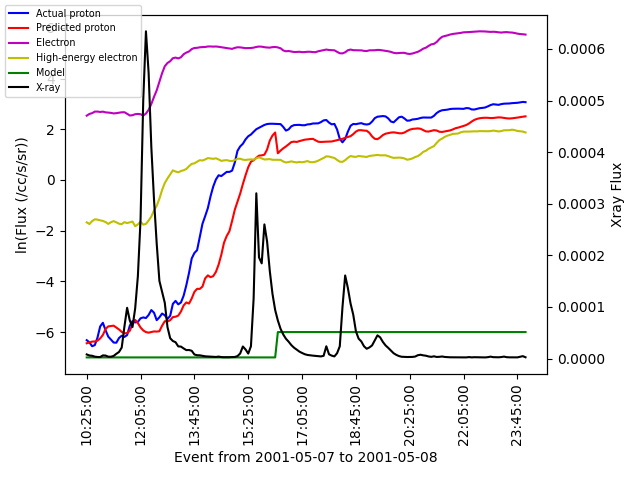 Actual proton
Predicted proton
Electron
High-energy electron
Model
X-ray
4
2
0
−2
−4
−6
ln(Flux (/cc/s/sr))
0.0006
0.0005
0.0004
0.0003
0.0002
0.0001
0.0000
Xray Flux
10:25:00
12:05:00
13:45:00
15:25:00
17:05:00
18:45:00
20:25:00
22:05:00
23:45:00
Event from 2001-05-07 to 2001-05-08